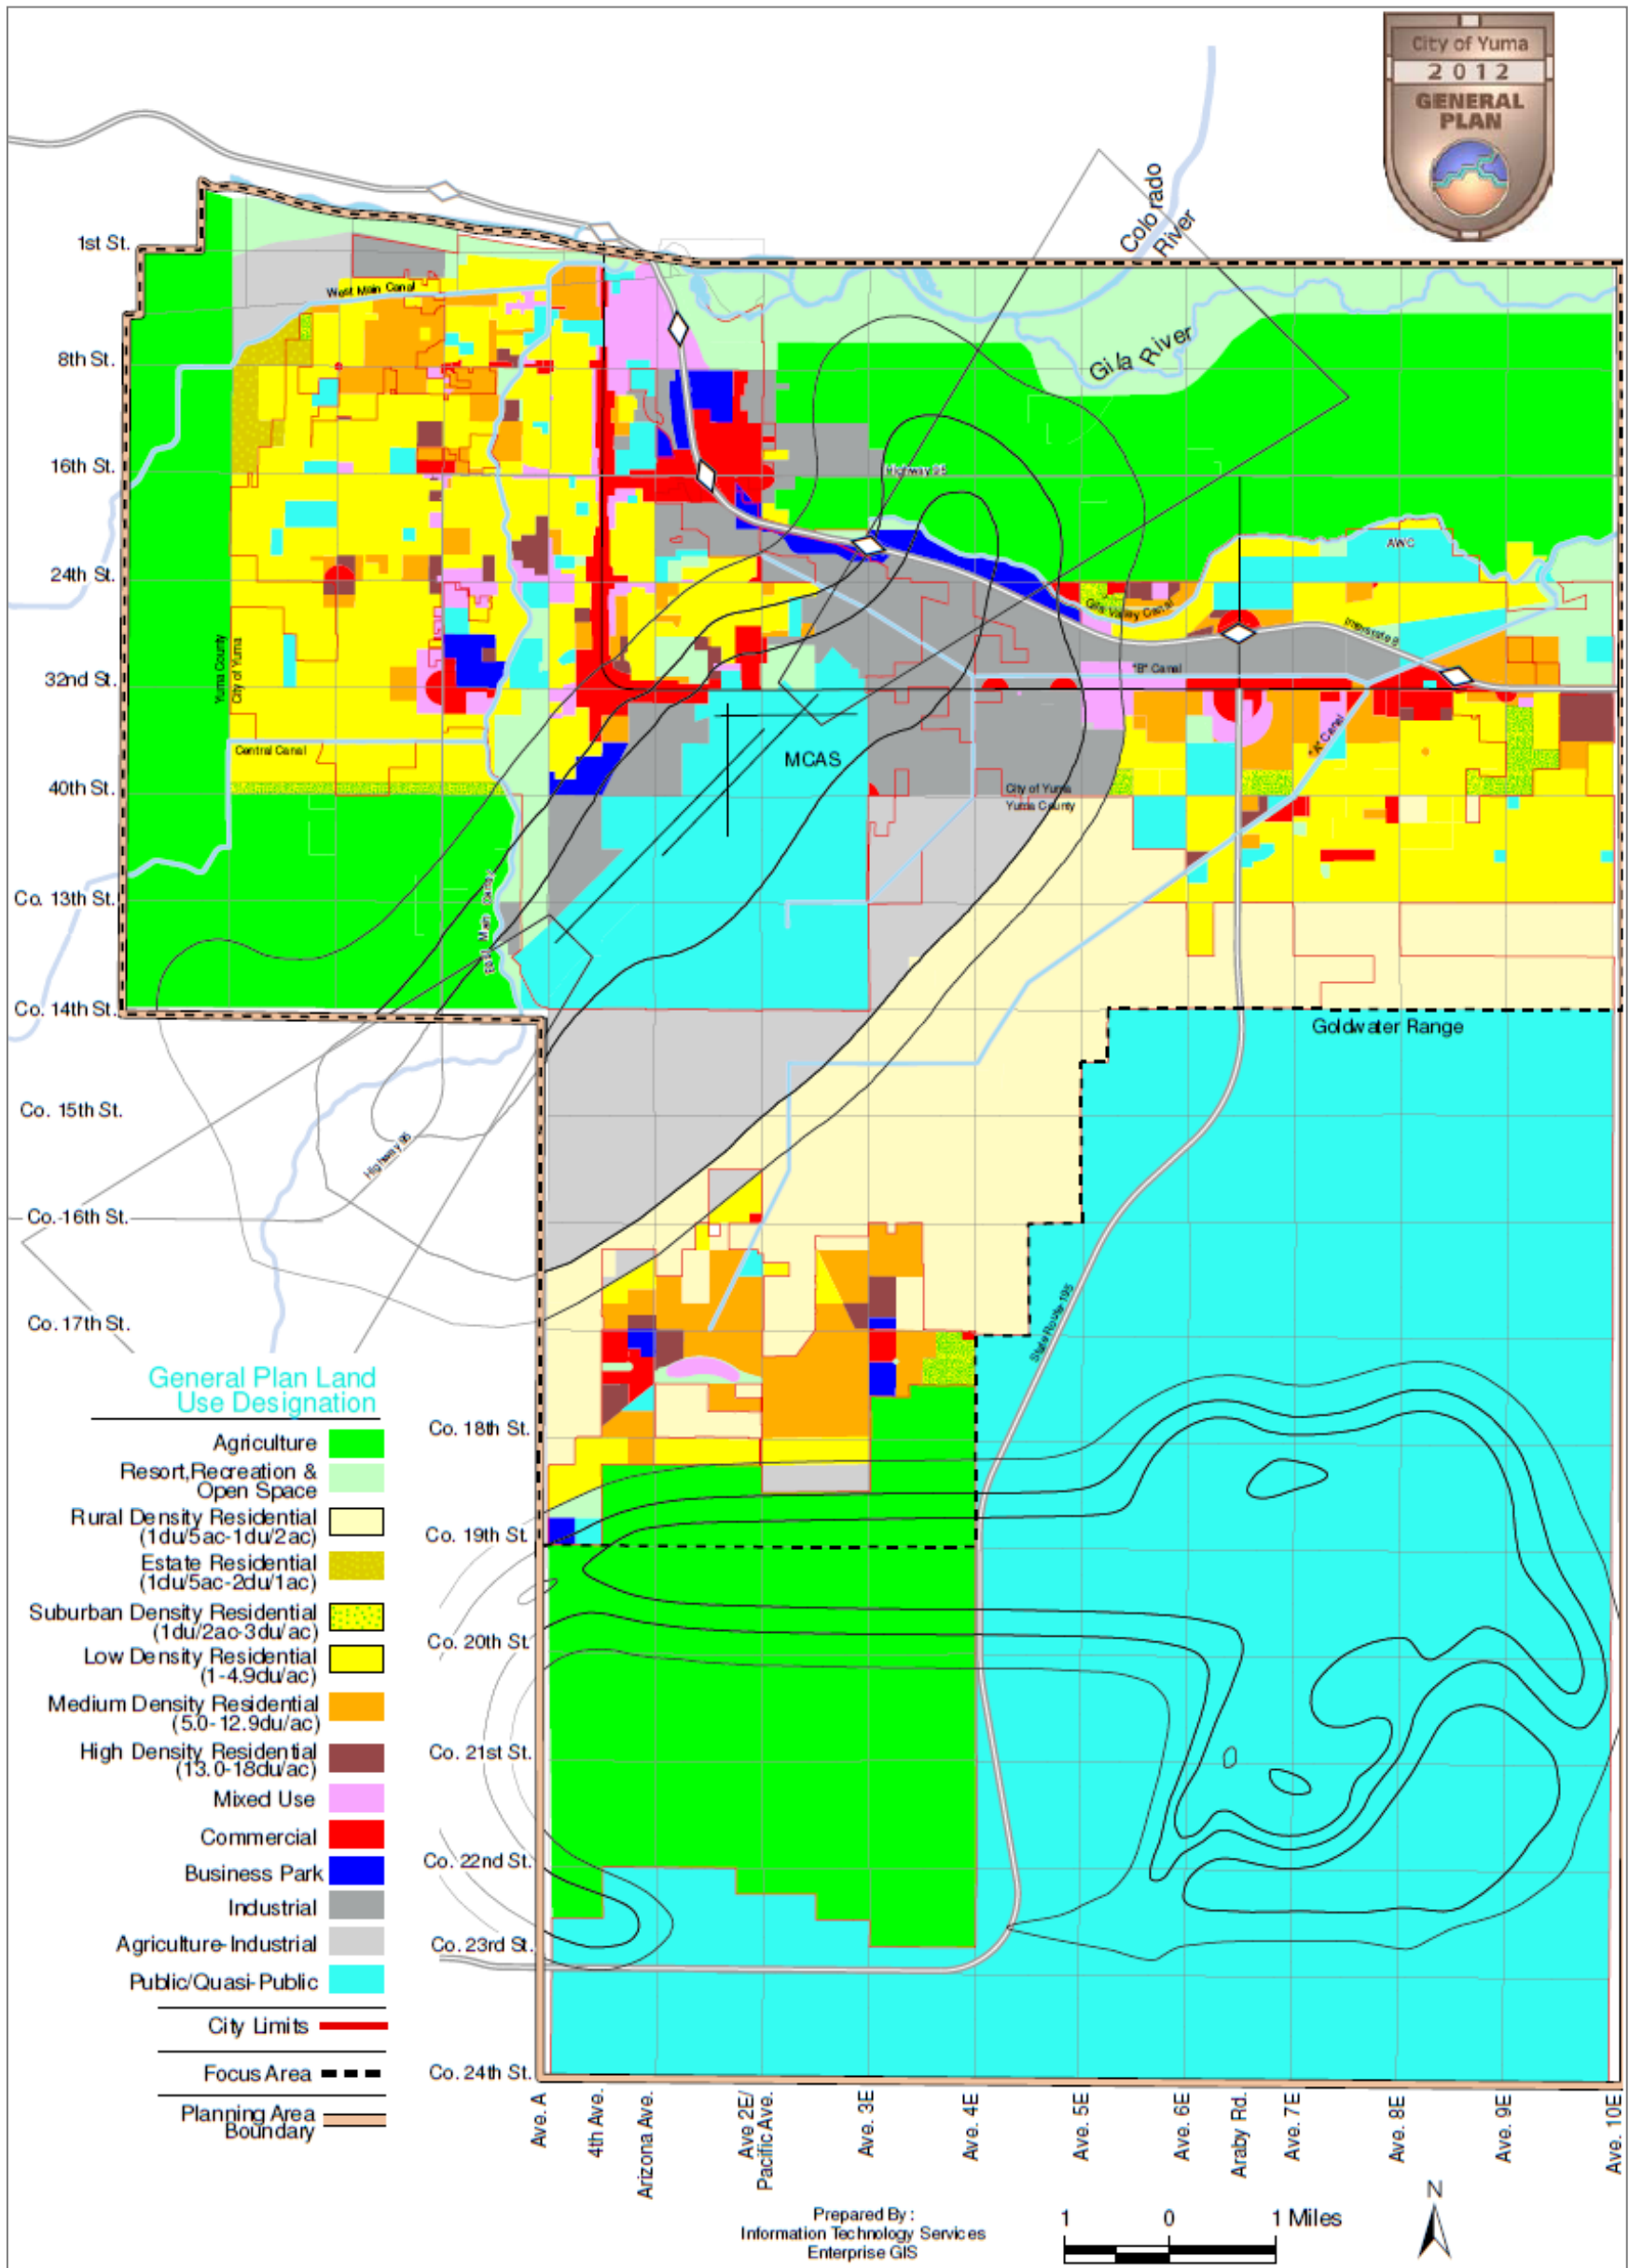 City of Yuma
2012
GENERAL
PLAN
Colorado
River
1st St.
West Main Canal
8th St.
Gila River
16th St.
Highway 95
AWC
24th St.
Gila Valley Canal
Interstate 8
Yuma County
City of Yuma
32nd St.
"B" Canal
Central Canal
MCAS
"A" Canal
40th St.
City of Yuma
Yuma County
Co. 13th St.
East Main Canal
Co. 14th St.
Goldwater Range
Co. 15th St.
Highway 95
Co. 16th St.
State Route 195
Co. 17th St.
General Plan Land
Use Designation
Agriculture
Resort,Recreation &
Open Space
Rural Density Residential
(1du/5ac-1du/2ac)
Estate Residential
(1du/5ac-2du/1ac)
Suburban Density Residential
(1du/2ac-3du/ac)
Low Density Residential
(1-4.9du/ac)
Medium Density Residential
(5.0-12.9du/ac)
High Density Residential
(13.0-18du/ac)
Mixed Use
Commercial
Business Park
Industrial
Agriculture-Industrial
Public/Quasi-Public
City Limits
Focus Area
Planning Area
Boundary
Co. 18th St.
Co. 19th St.
Co. 20th St.
Co. 21st St.
Co. 22nd St.
Co. 23rd St.
Co. 24th St.
Ave. A
4th Ave.
Arizona Ave.
Ave 2E/
Pacific Ave.
Ave. 3E
Ave. 4E
Ave. 5E
Ave. 6E
Araby Rd.
Ave. 7E
Ave. 8E
Ave. 9E
Ave. 10E
Prepared By :
Information Technology Services
Enterprise GIS
1 0 1 Miles
N